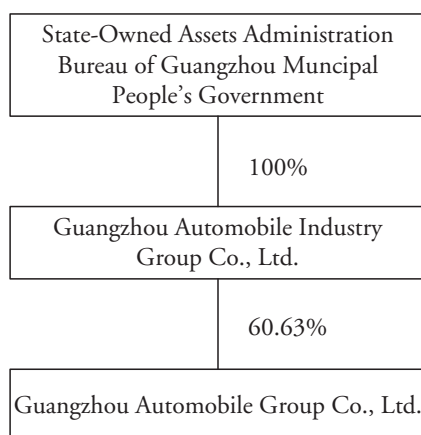 State-Owned Assets Administration
Bureau of Guangzhou Muncipal
People's Government
100%
Guangzhou Automobile Industry
Group Co., Ltd.
60.63%
Guangzhou Automobile Group Co., Ltd.